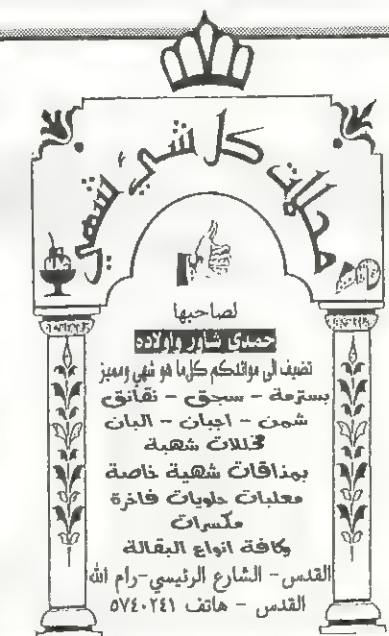 محلات كل شيء شهي
لصاحبها
حمدي شاور واولاده
تضيف الى موائدكم كل ما هو شهي ومميز
بسترمة - سجق - نقانق
شمن - اجبان - البان
مخللات شهية
بمذاقات شهية خاصة
معلبات حلويات فاخرة
مكسرات
وكافة انواع البقالة
القدس - الشارع الرئيسي - رام الله
القدس - هاتف ٥٧٤٠٢٤١